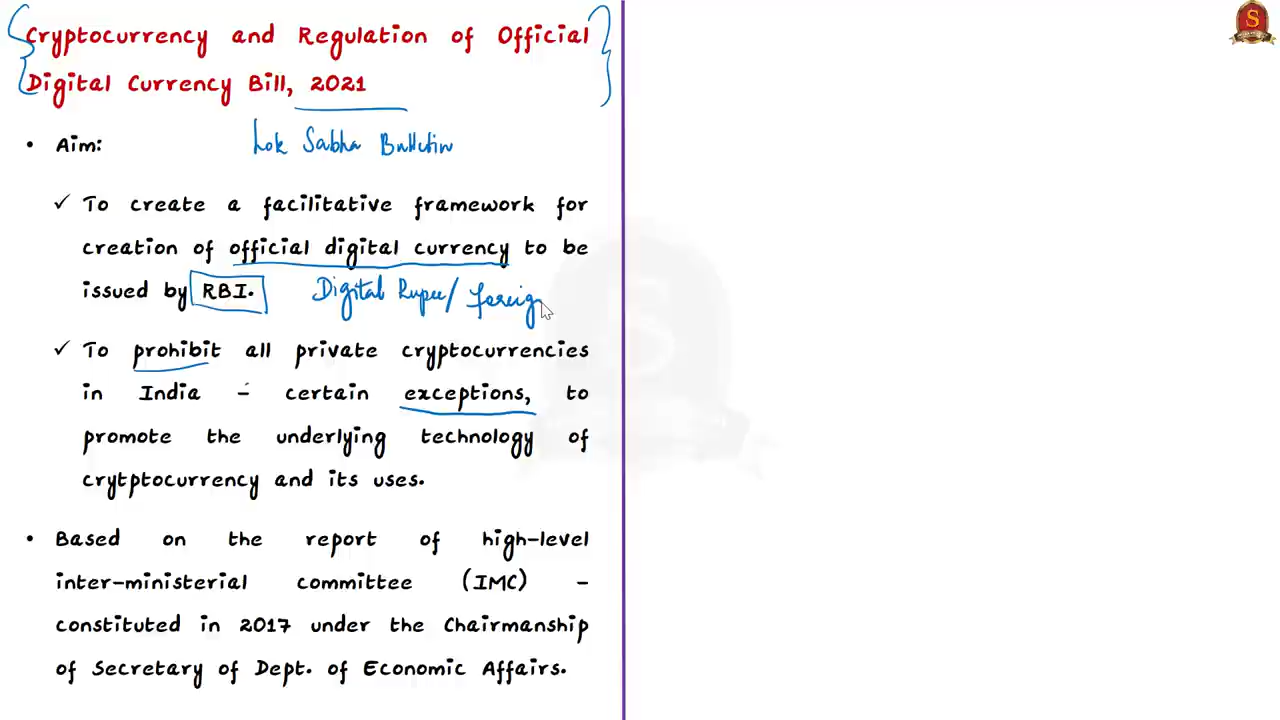 Cryptocurrency and Regulation of Official
Digital Currency Bill, 2021
• Aim:
Lok Sabha Bulletin
✓ To create a facilitative framework for
creation of official digital currency to be
issued by RBI.
Digital Rupee/ foreig
✓ To prohibit all private cryptocurrencies
in India - certain exceptions, to
promote the underlying technology of
crytptocurrency and its uses.
• Based on the report of high-level
inter-ministerial committee (IMC) -
constituted in 2017 under the Chairmanship
of Secretary of Dept. of Economic Affairs.
S